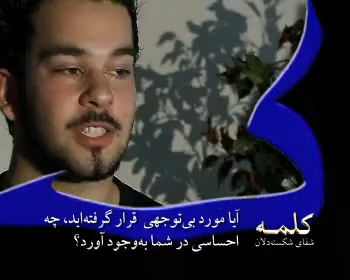 آیا مورد بی‌توجهی قرار گرفته‌اید، چه
احساسی در شما به‌وجود آورد؟
کلمه
شفای شکسته‌دلان